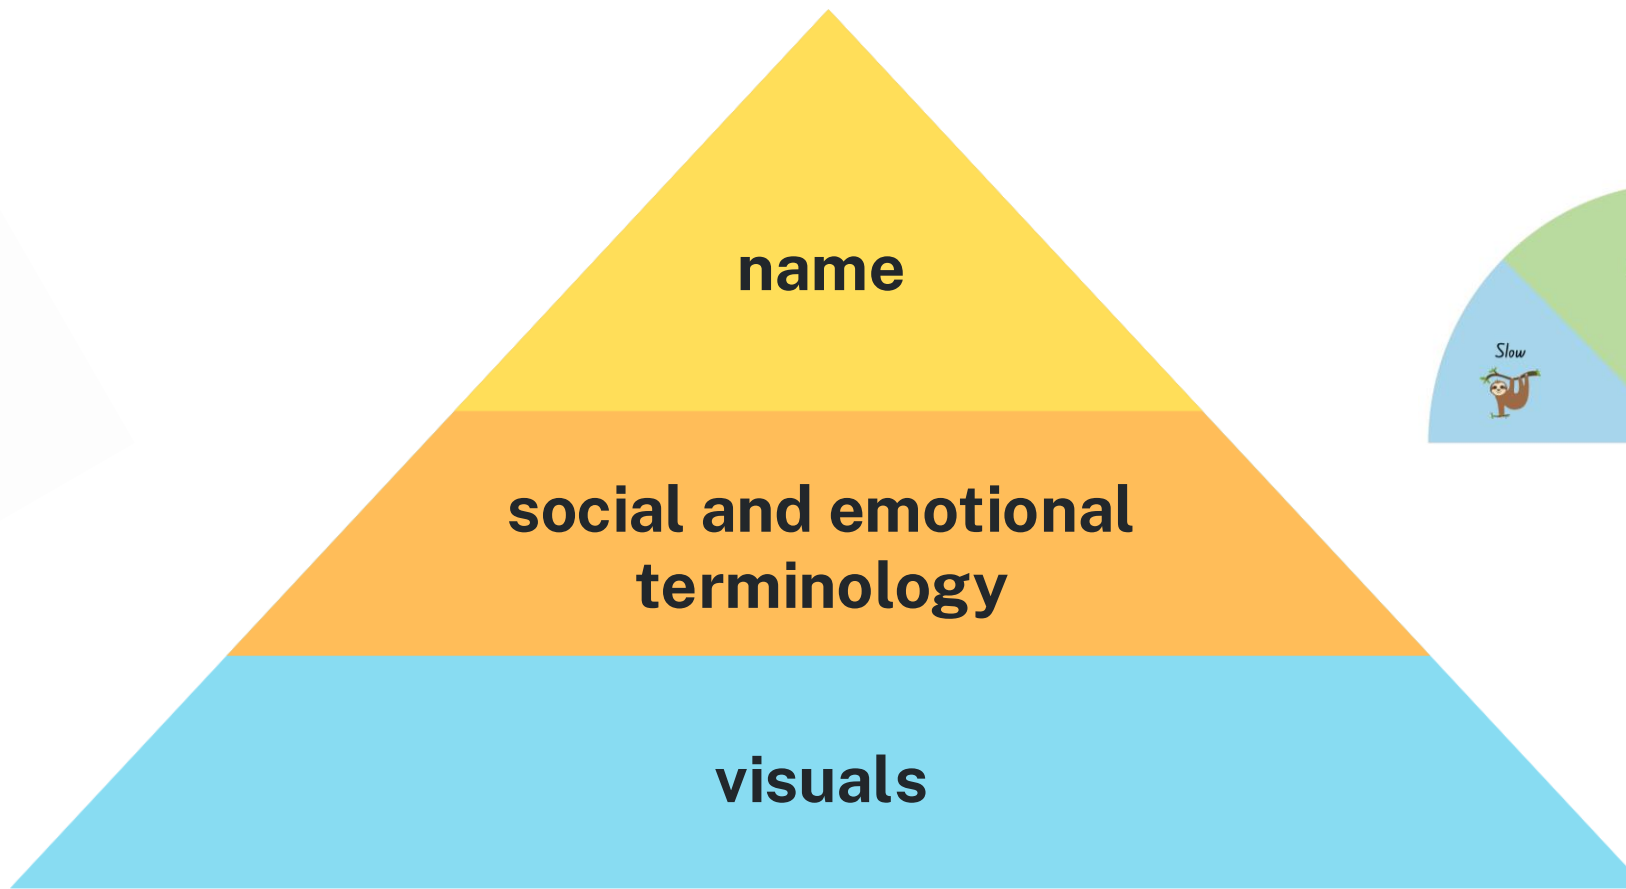 name
Slow
social and emotional
terminology
visuals